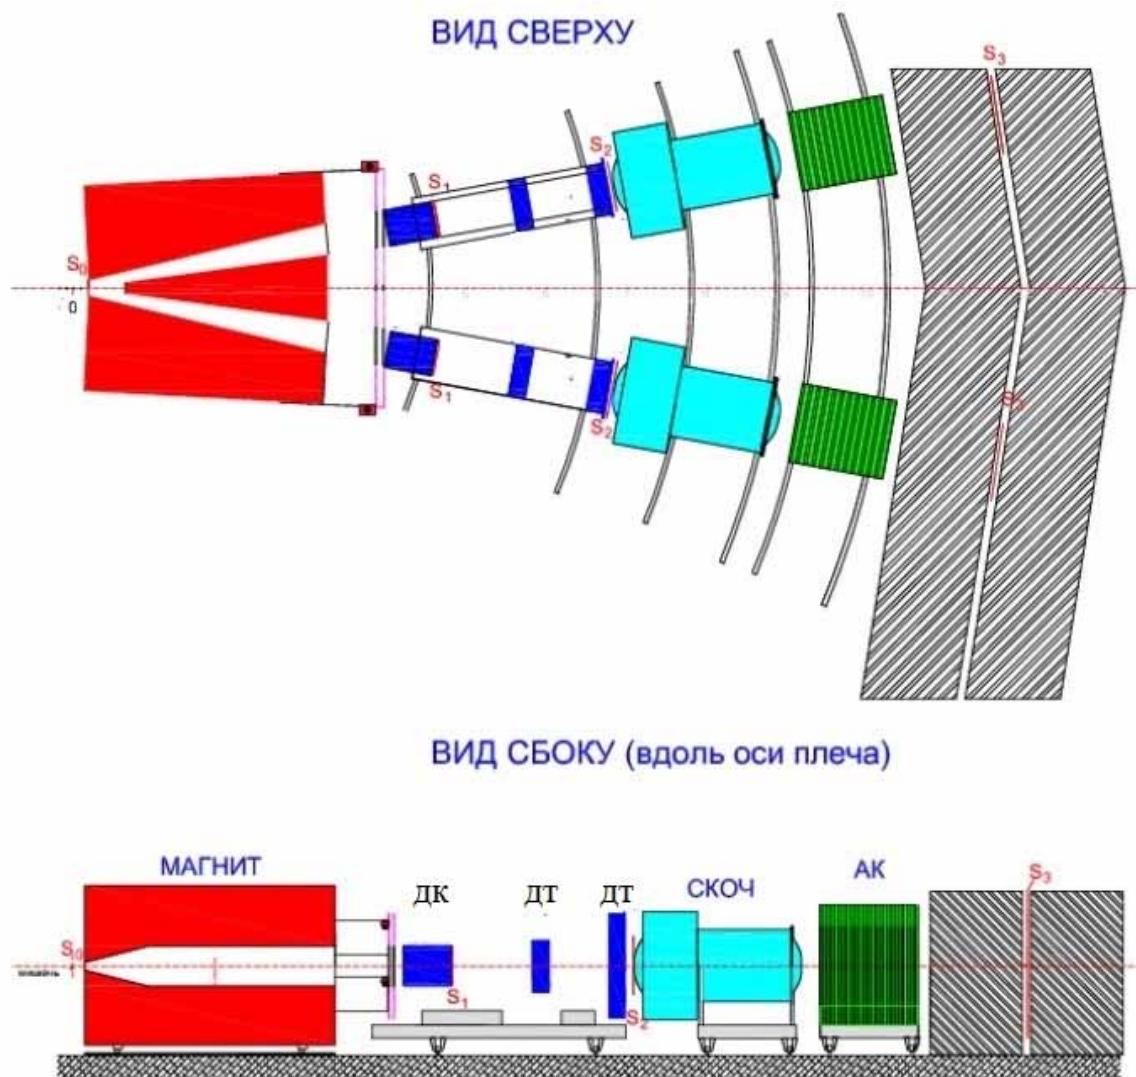 ВИД СВЕРХУ
S3
S2
S1
S0
0
S1
S3
S2
ВИД СБОКУ (вдоль оси плеча)
МАГНИТ
ДК
ДТ
ДТ
СКОЧ
АК
S3
S0
S1
S2